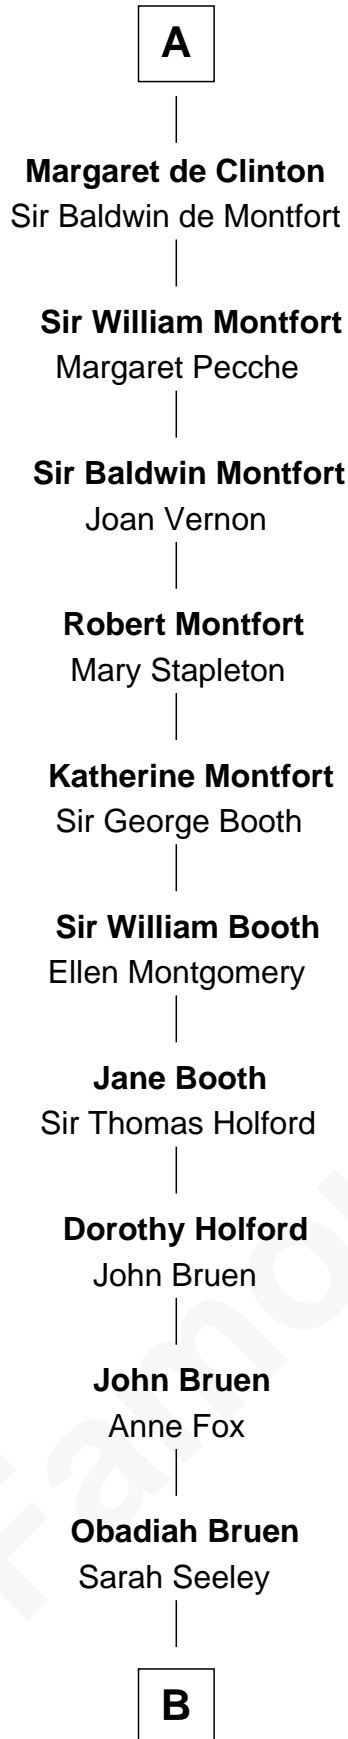 A
Margaret de Clinton
Sir Baldwin de Montfort
Sir William Montfort
Margaret Pecche
Sir Baldwin Montfort
Joan Vernon
Robert Montfort
Mary Stapleton
Katherine Montfort
Sir George Booth
Sir William Booth
Ellen Montgomery
Jane Booth
Sir Thomas Holford
Dorothy Holford
John Bruen
John Bruen
Anne Fox
Obadiah Bruen
Sarah Seeley
B